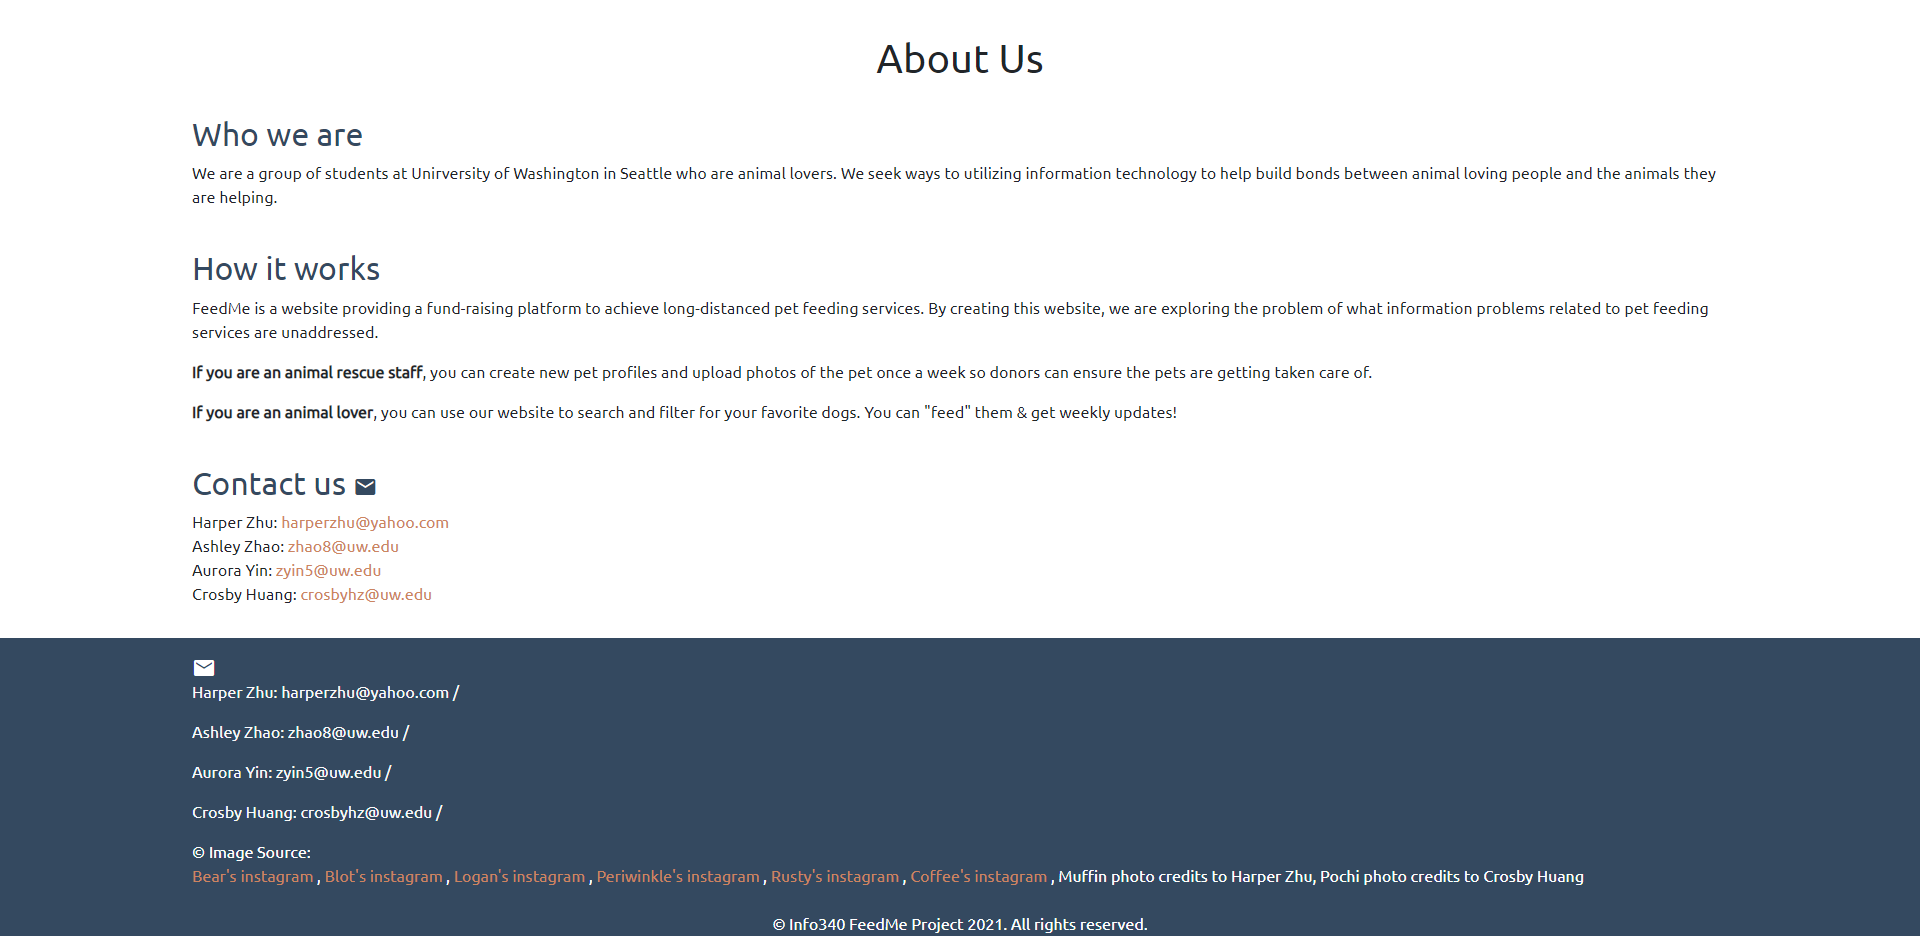 About Us
Who we are
We are a group of students at Unirversity of Washington in Seattle who are animal lovers. We seek ways to utilizing information technology to help build bonds between animal loving people and the animals they
are helping.
How it works
FeedMe is a website providing a fund-raising platform to achieve long-distanced pet feeding services. By creating this website, we are exploring the problem of what information problems related to pet feeding
services are unaddressed.
If you are an animal rescue staff, you can create new pet profiles and upload photos of the pet once a week so donors can ensure the pets are getting taken care of.
If you are an animal lover, you can use our website to search and filter for your favorite dogs. You can "feed" them & get weekly updates!
Contact us
Harper Zhu: harperzhu@yahoo.com
Ashley Zhao: zhao8@uw.edu
Aurora Yin: zyin5@uw.edu
Crosby Huang: crosbyhz@uw.edu
Harper Zhu: harperzhu@yahoo.com /
Ashley Zhao: zhao8@uw.edu /
Aurora Yin: zyin5@uw.edu /
Crosby Huang: crosbyhz@uw.edu /
© Image Source:
Bear's instagram , Blot's instagram , Logan's instagram , Periwinkle's instagram , Rusty's instagram , Coffee's instagram , Muffin photo credits to Harper Zhu, Pochi photo credits to Crosby Huang
© Info340 FeedMe Project 2021. All rights reserved.